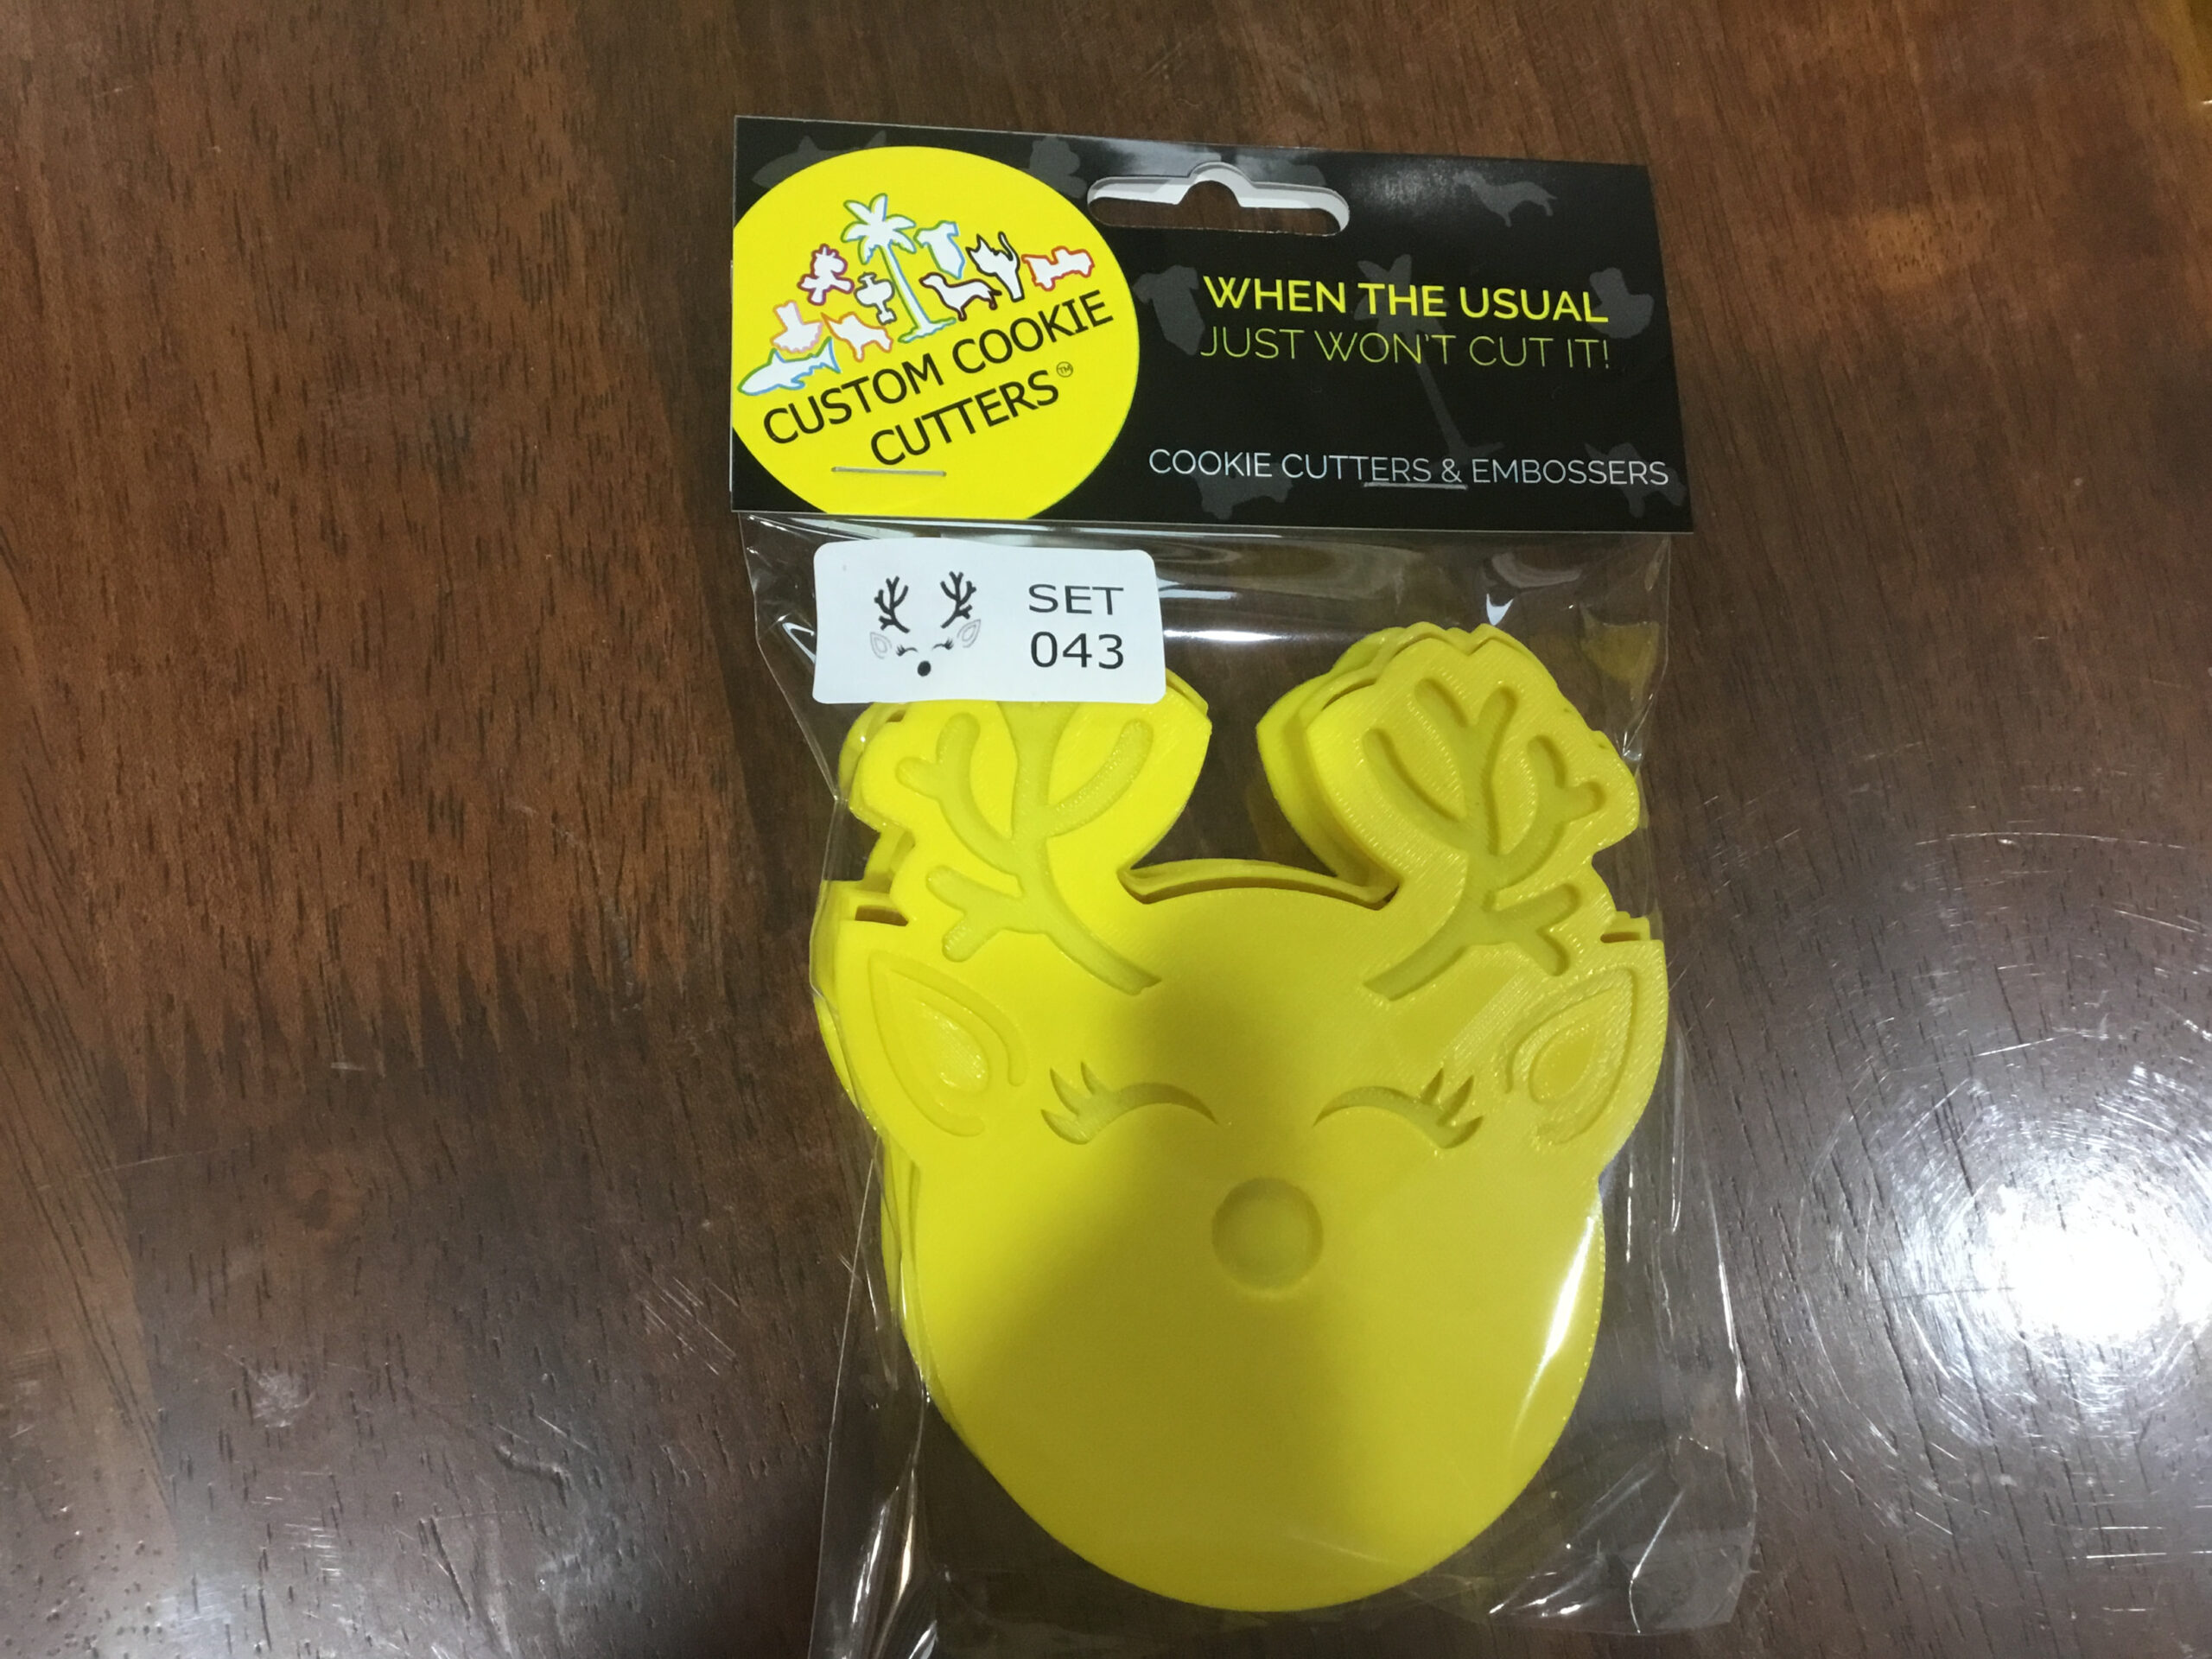 CUSTOM COOKIE
CUTTERS™
WHEN THE USUAL
JUST WON'T CUT IT!
COOKIE CUTTERS & EMBOSSERS
SET
043